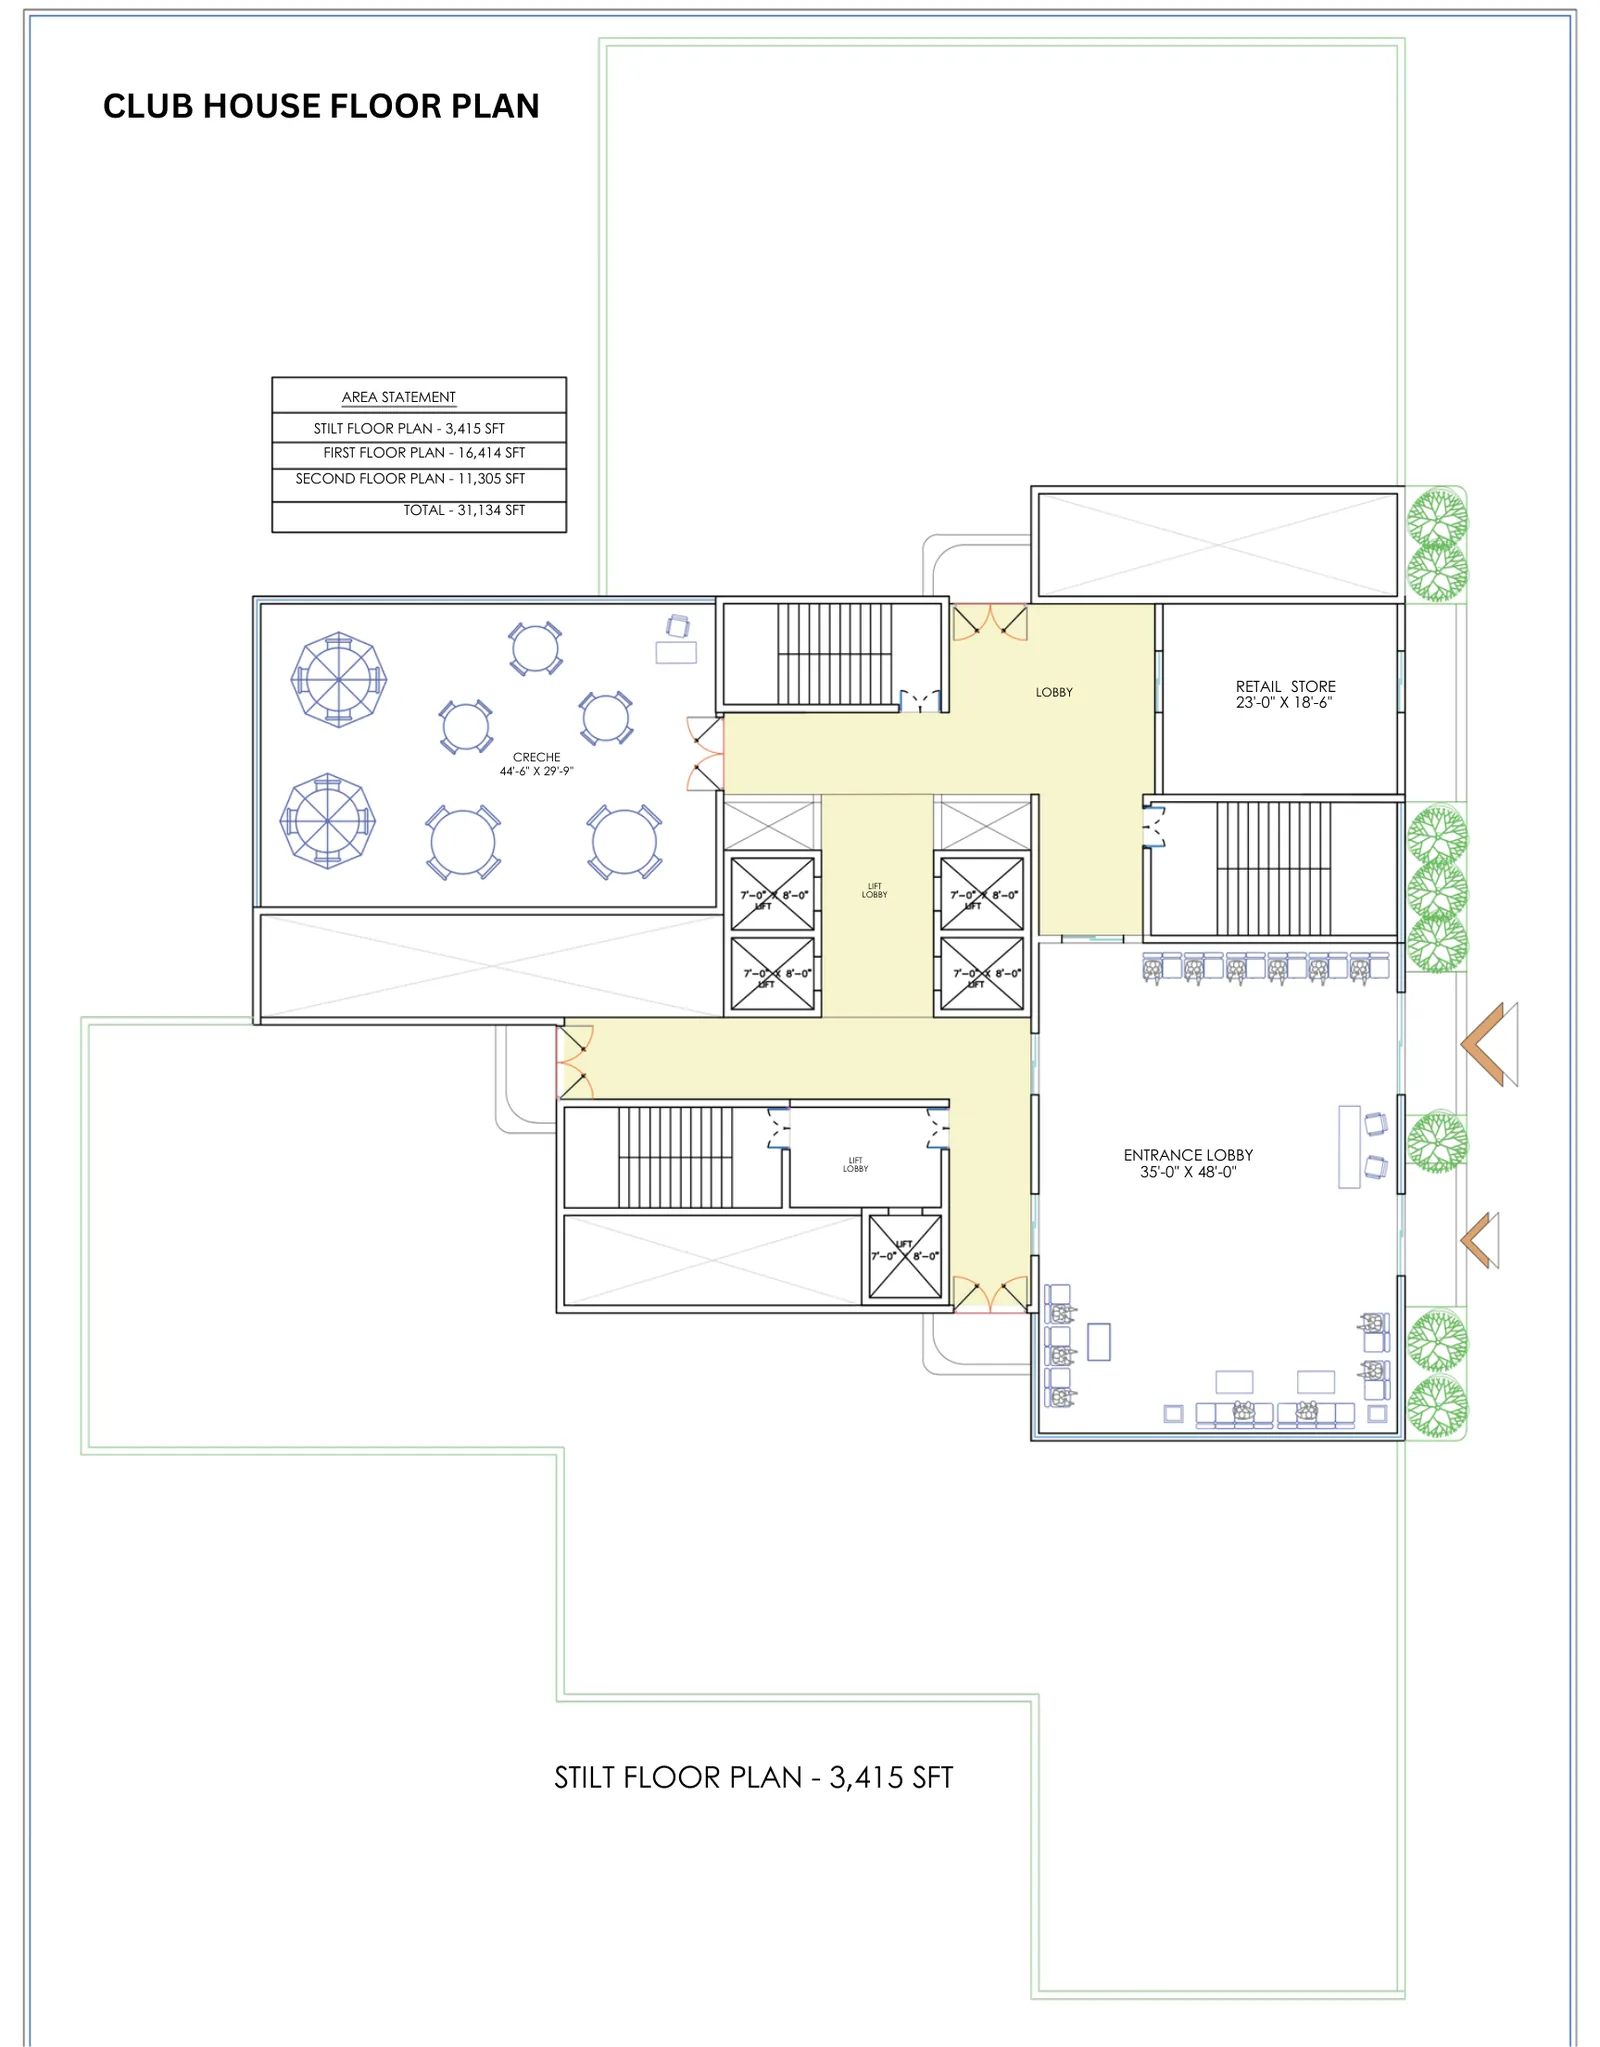 CLUB HOUSE FLOOR PLAN
AREA STATEMENT
STILT FLOOR PLAN - 3,415 SFT
FIRST FLOOR PLAN - 16,414 SFT
SECOND FLOOR PLAN - 11,305 SFT
TOTAL - 31,134 SFT
LOBBY
RETAIL STORE
23'-0" X 18'-6"
CRECHE
44'-6" X 29'-9"
LIFT
LOBBY
7'-0" X 8'-0"
LIFT
7'-0" X 8'-0"
LIFT
7'-0" X 8'-0"
LIFT
7'-0" X 8'-0"
LIFT
ENTRANCE LOBBY
35'-0" X 48'-0"
LIFT
LOBBY
LIFT
7'-0" X 8'-0"
STILT FLOOR PLAN - 3,415 SFT